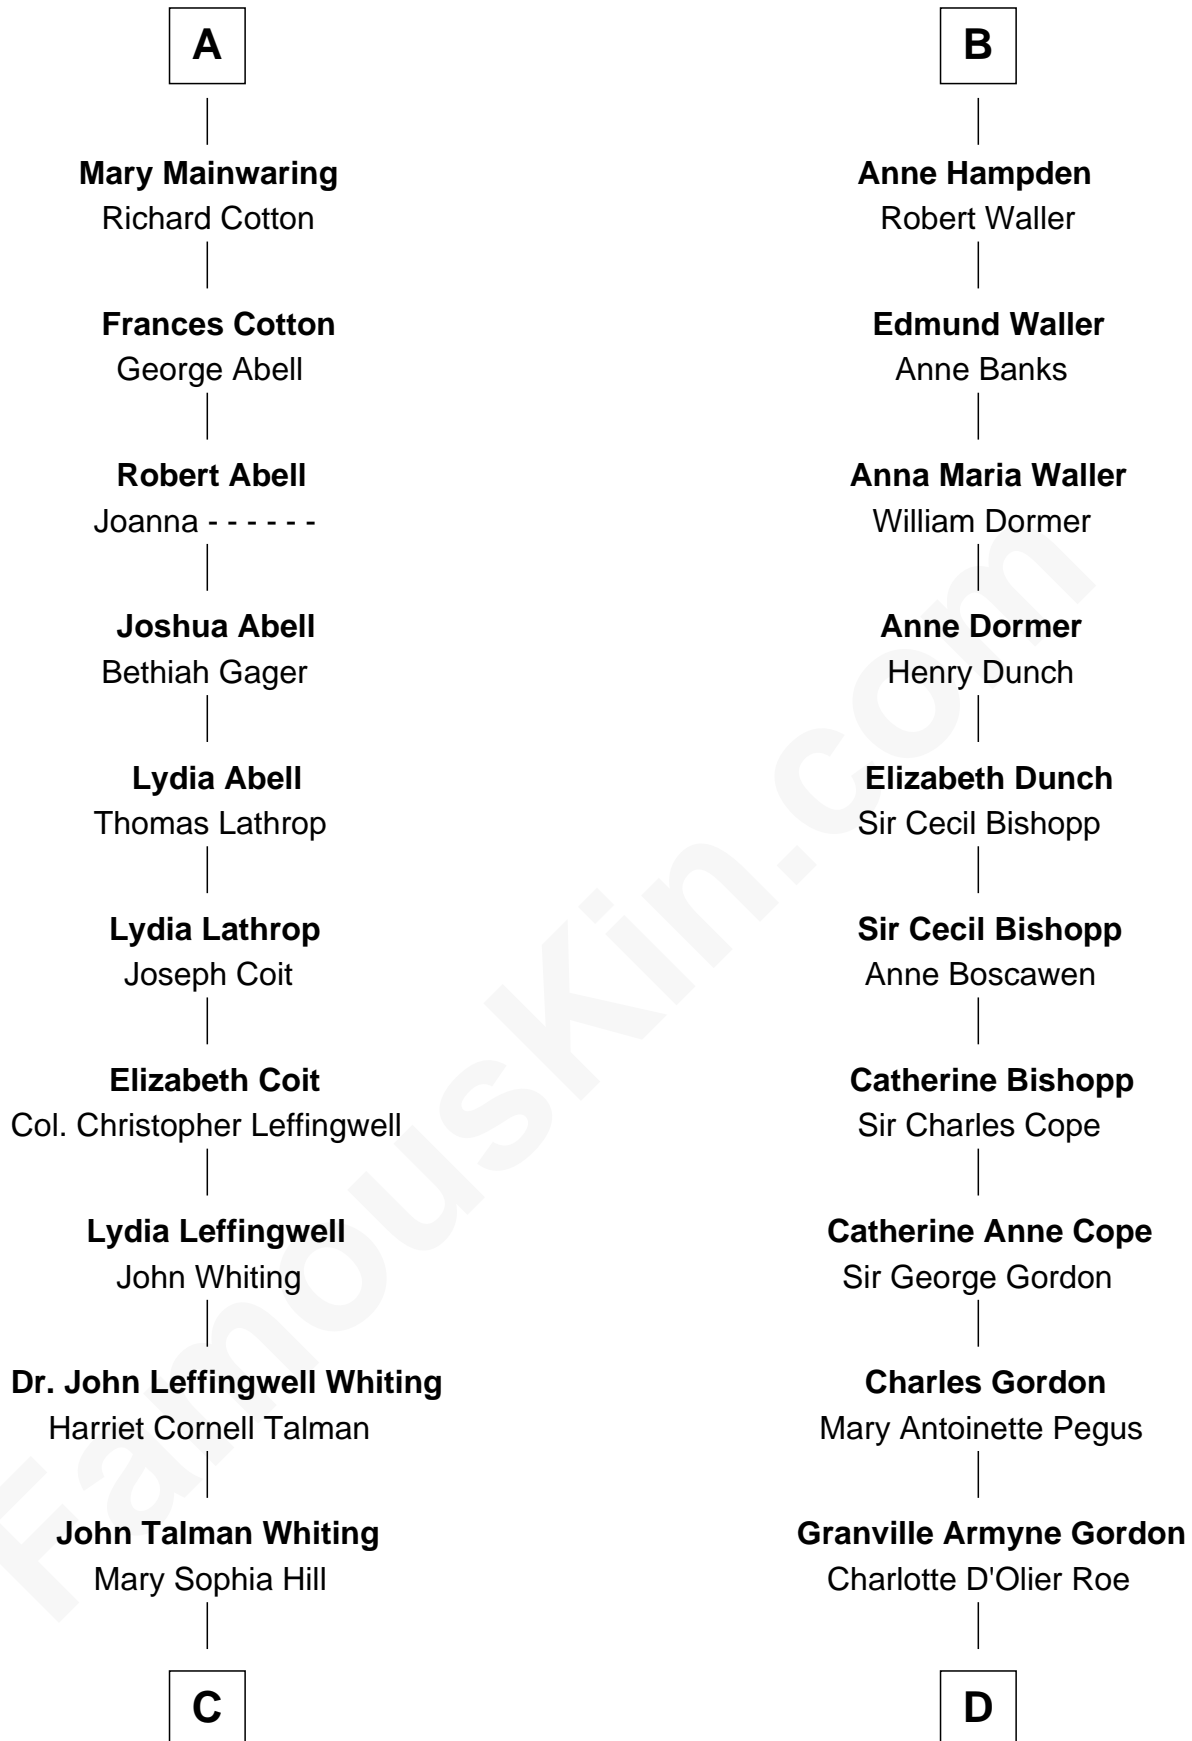 A
Mary Mainwaring
Richard Cotton
Frances Cotton
George Abell
Robert Abell
Joanna - - - - - -
Joshua Abell
Bethiah Gager
Lydia Abell
Thomas Lathrop
Lydia Lathrop
Joseph Coit
Elizabeth Coit
Col. Christopher Leffingwell
Lydia Leffingwell
John Whiting
Dr. John Leffingwell Whiting
Harriet Cornell Talman
John Talman Whiting
Mary Sophia Hill
C
B
Anne Hampden
Robert Waller
Edmund Waller
Anne Banks
Anna Maria Waller
William Dormer
Anne Dormer
Henry Dunch
Elizabeth Dunch
Sir Cecil Bishopp
Sir Cecil Bishopp
Anne Boscawen
Catherine Bishopp
Sir Charles Cope
Catherine Anne Cope
Sir George Gordon
Charles Gordon
Mary Antoinette Pegus
Granville Armyne Gordon
Charlotte D'Olier Roe
D
FamousKin.com